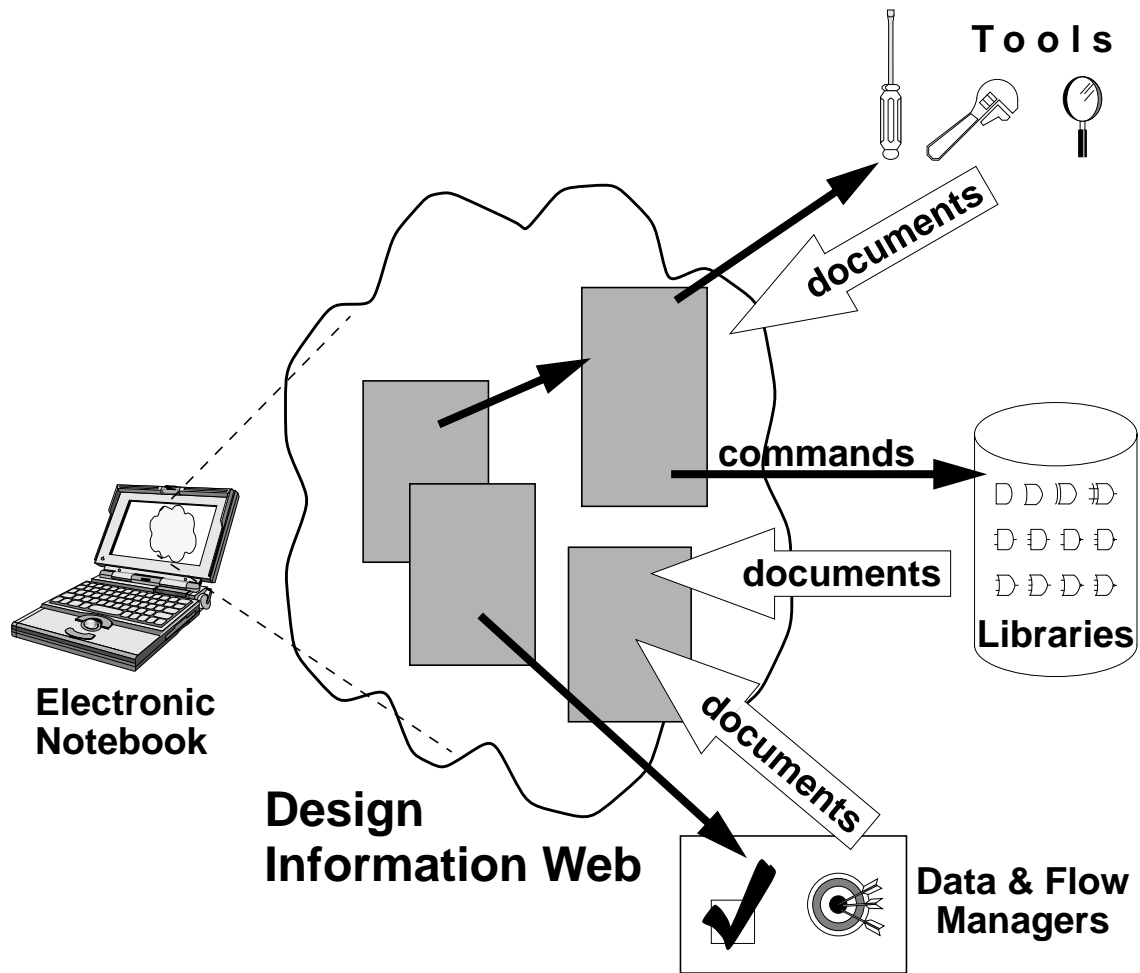 Tools
documents
commands
documents
Libraries
Electronic
Notebook
documents
Design
Information Web
Data & Flow
Managers